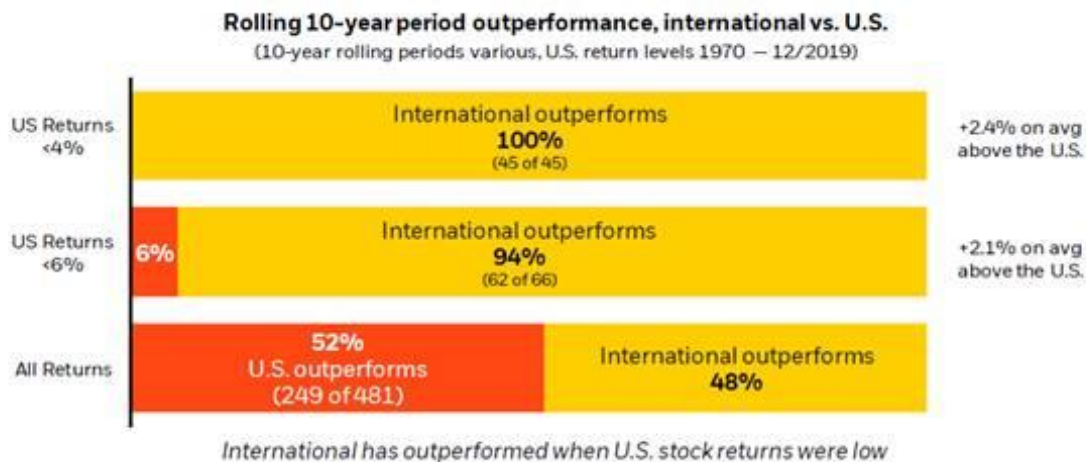 Rolling 10-year period outperformance, international vs. U.S.
(10-year rolling periods various, U.S. return levels 1970 — 12/2019)
US Returns
<4%
International outperforms
100%
(45 of 45)
+2.4% on avg
above the U.S.
US Returns
<6%
6%
International outperforms
94%
(62 of 66)
+2.1% on avg
above the U.S.
All Returns
52%
U.S. outperforms
(249 of 481)
International outperforms
48%
International has outperformed when U.S. stock returns were low